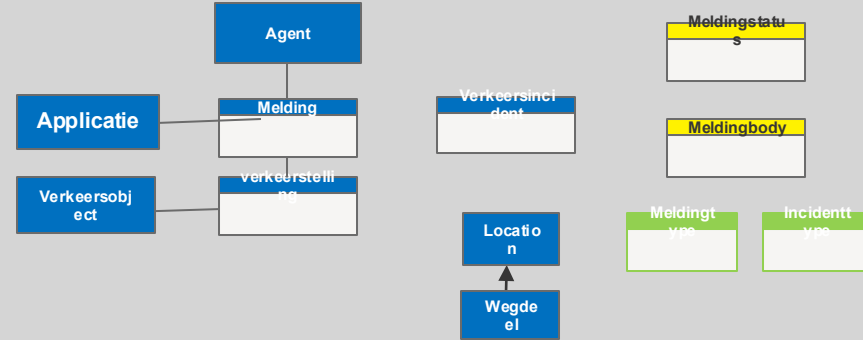 Agent
Meldingstatu
s
Applicatie
Melding
Verkeersinci
dent
Meldingbody
Verkeersobj
ect
verkeerstelli
ng
Locatio
n
Meldingt
ype
Incidentt
ype
Wegde
el